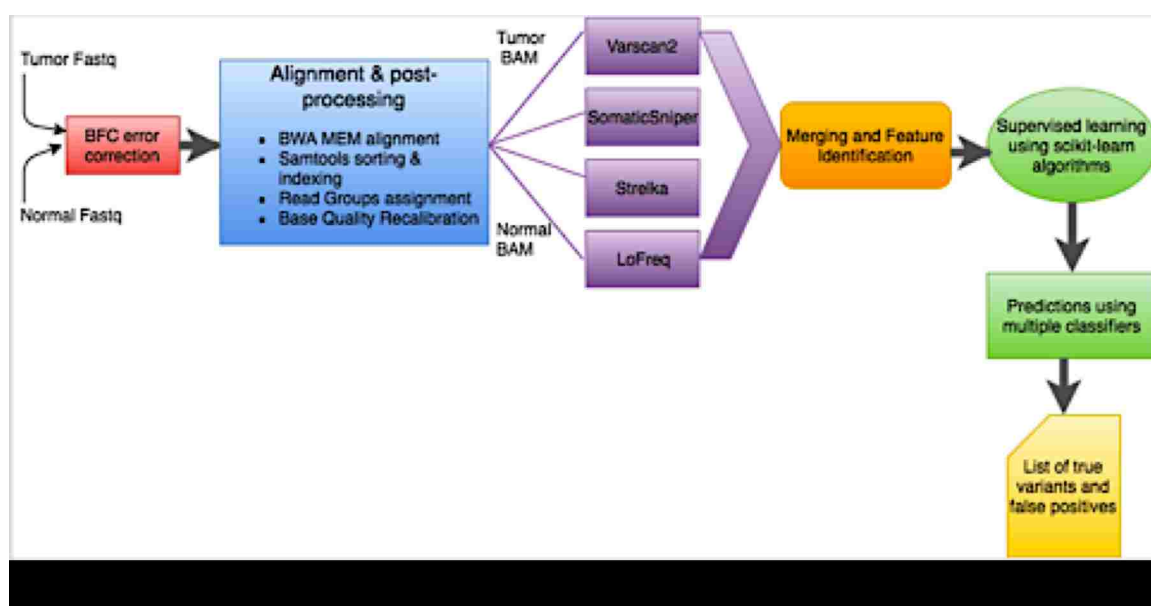 Tumor Fastq
Normal Fastq
BFC error
correction
Alignment & post-
processing
• BWA MEM alignment
• Samtools sorting &
indexing
• Read Groups assignment
• Base Quality Recalibration
Tumor
BAM
Normal
BAM
Varscan2
SomaticSniper
Strelka
LoFreq
Merging and Feature
Identification
Supervised learning
using scikit-learn
algorithms
Predictions using
multiple classifiers
List of true
variants and
false positives